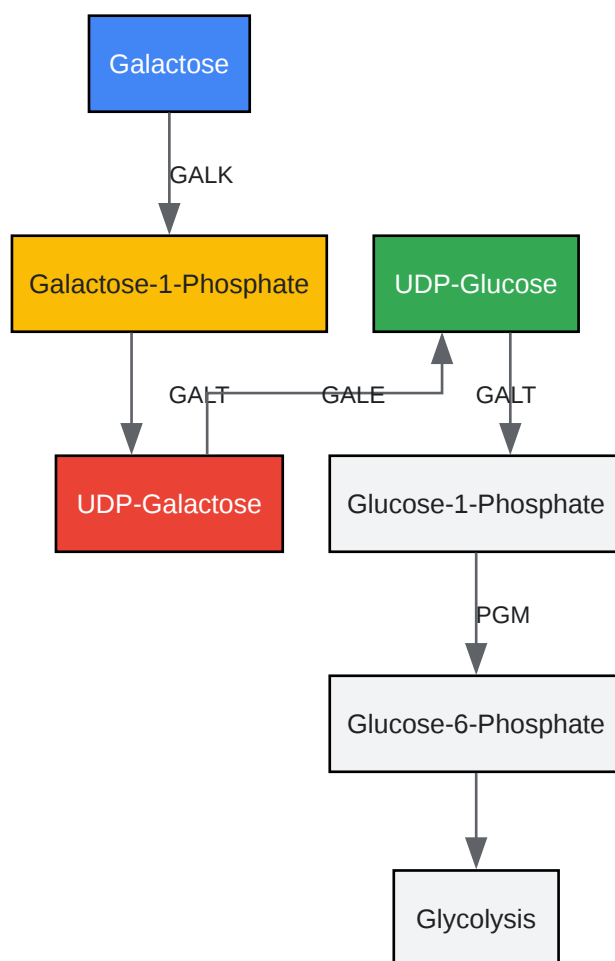 Galactose
GALK
Galactose-1-Phosphate
UDP-Glucose
GALT
GALE
GALT
UDP-Galactose
Glucose-1-Phosphate
PGM
Glucose-6-Phosphate
Glycolysis